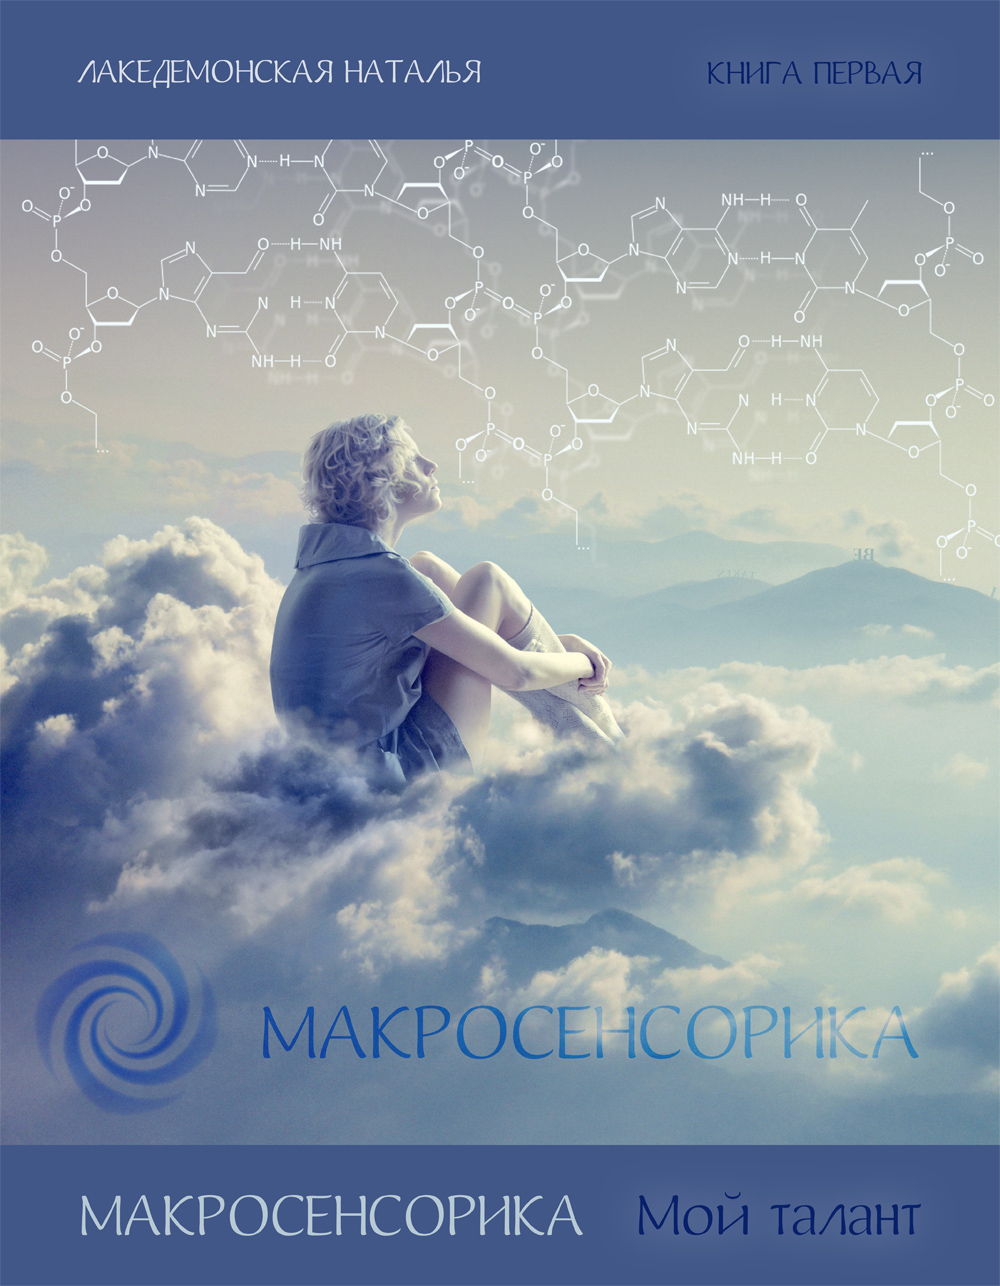 ЛАКЕДЕМОНСКАЯ НАТАЛЬЯ
КНИГА ПЕРВАЯ
МАКРОСЕНСОРИКА
МАКРОСЕНСОРИКА Мой талант